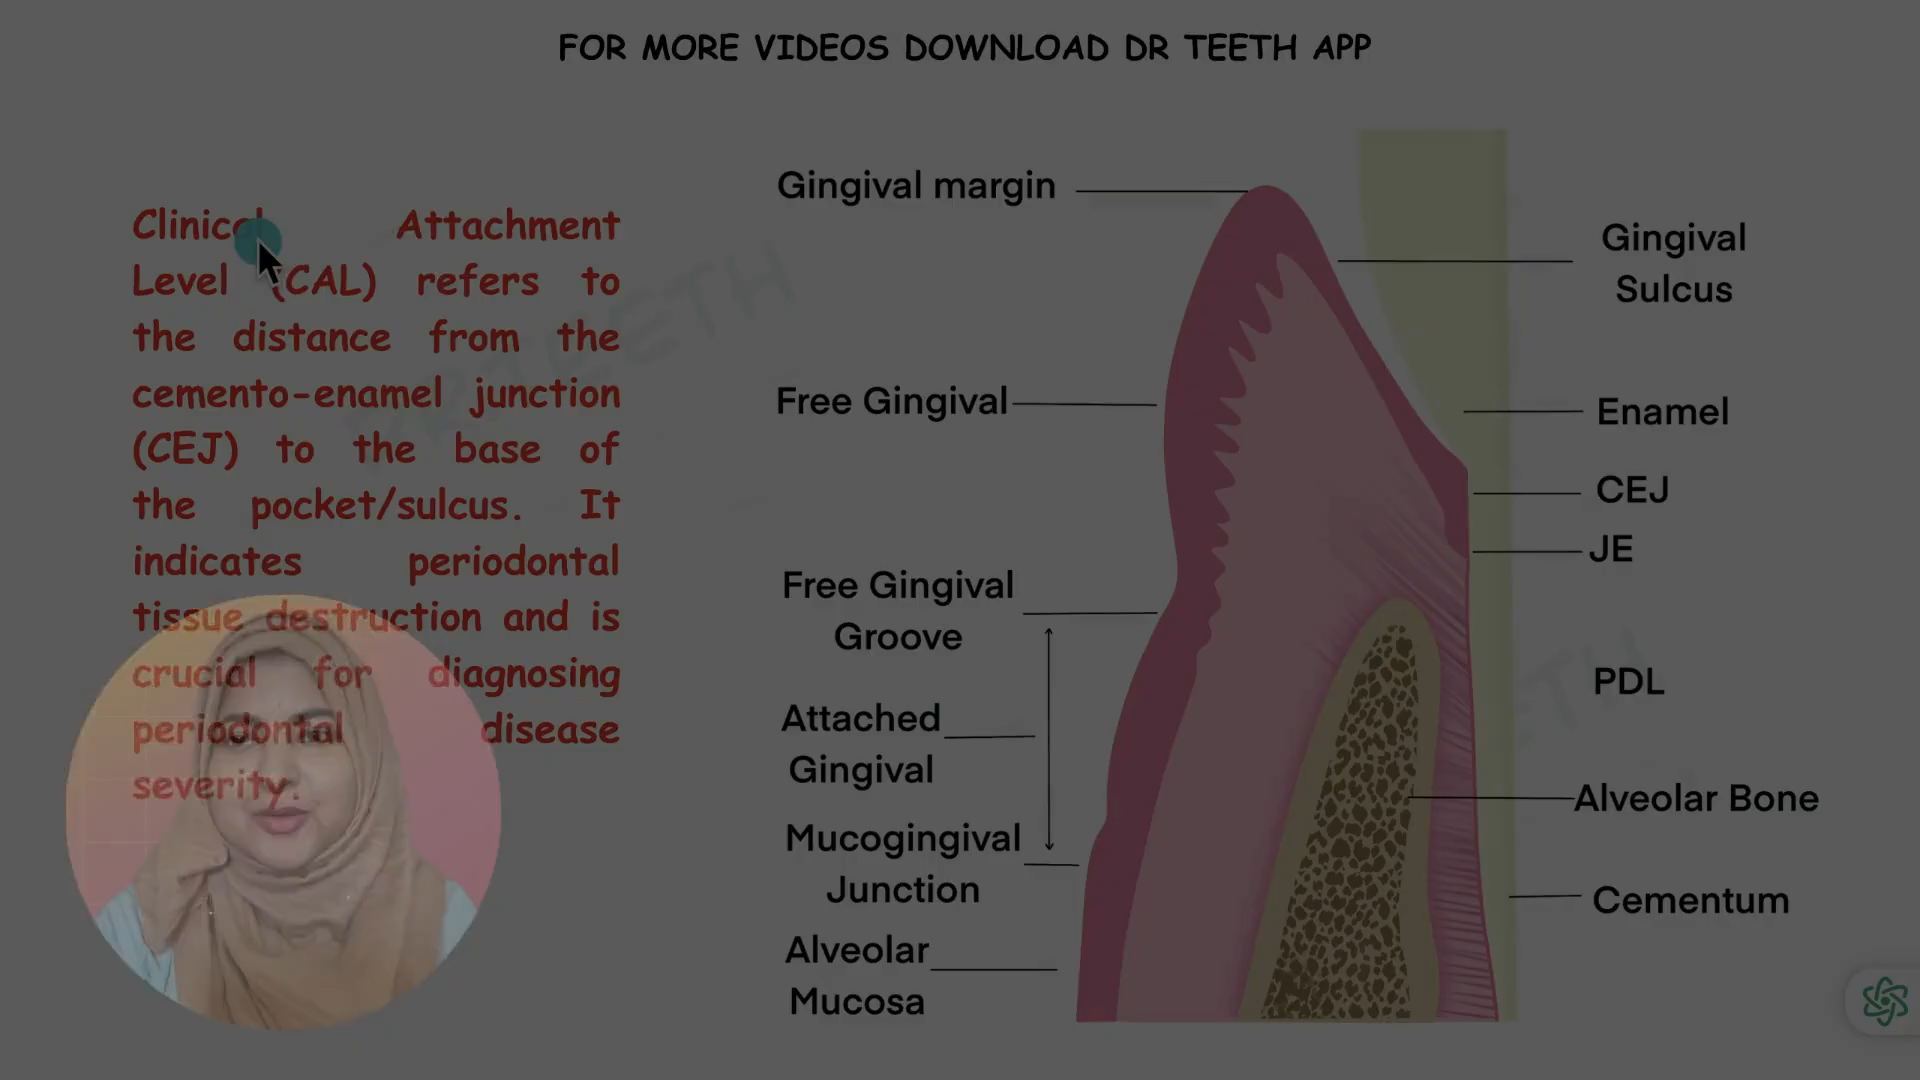 FOR MORE VIDEOS DOWNLOAD DR TEETH APP
Clinical Attachment
Level (CAL) refers to
the distance from the
cemento-enamel junction
(CEJ) to the base of
the pocket/sulcus. It
indicates periodontal
tissue destruction and is
crucial for diagnosing
periodontal disease
severity.
Gingival margin
Free Gingival
Free Gingival
Groove
Attached
Gingival
Mucogingival
Junction
Alveolar
Mucosa
Gingival
Sulcus
Enamel
CEJ
JE
PDL
Alveolar Bone
Cementum
DR TEETH